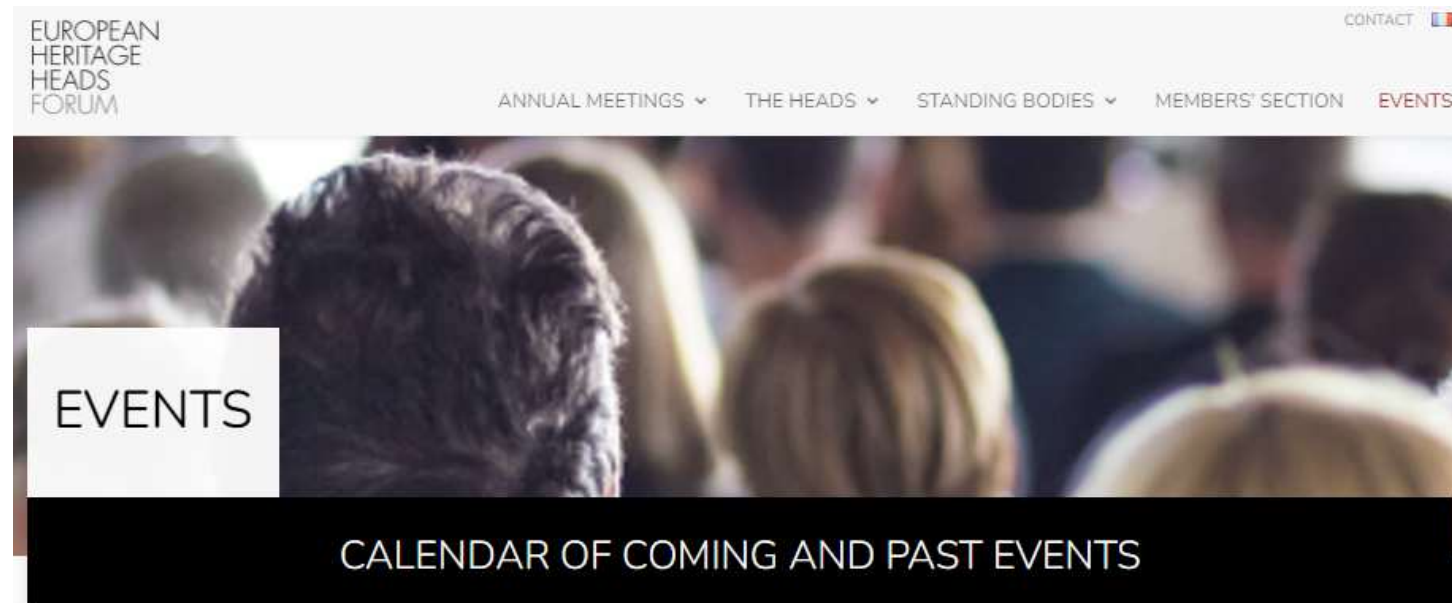 EUROPEAN
HERITAGE
HEADS
FORUM
CONTACT
ANNUAL MEETINGS THE HEADS STANDING BODIES MEMBERS' SECTION EVENTS
EVENTS
CALENDAR OF COMING AND PAST EVENTS